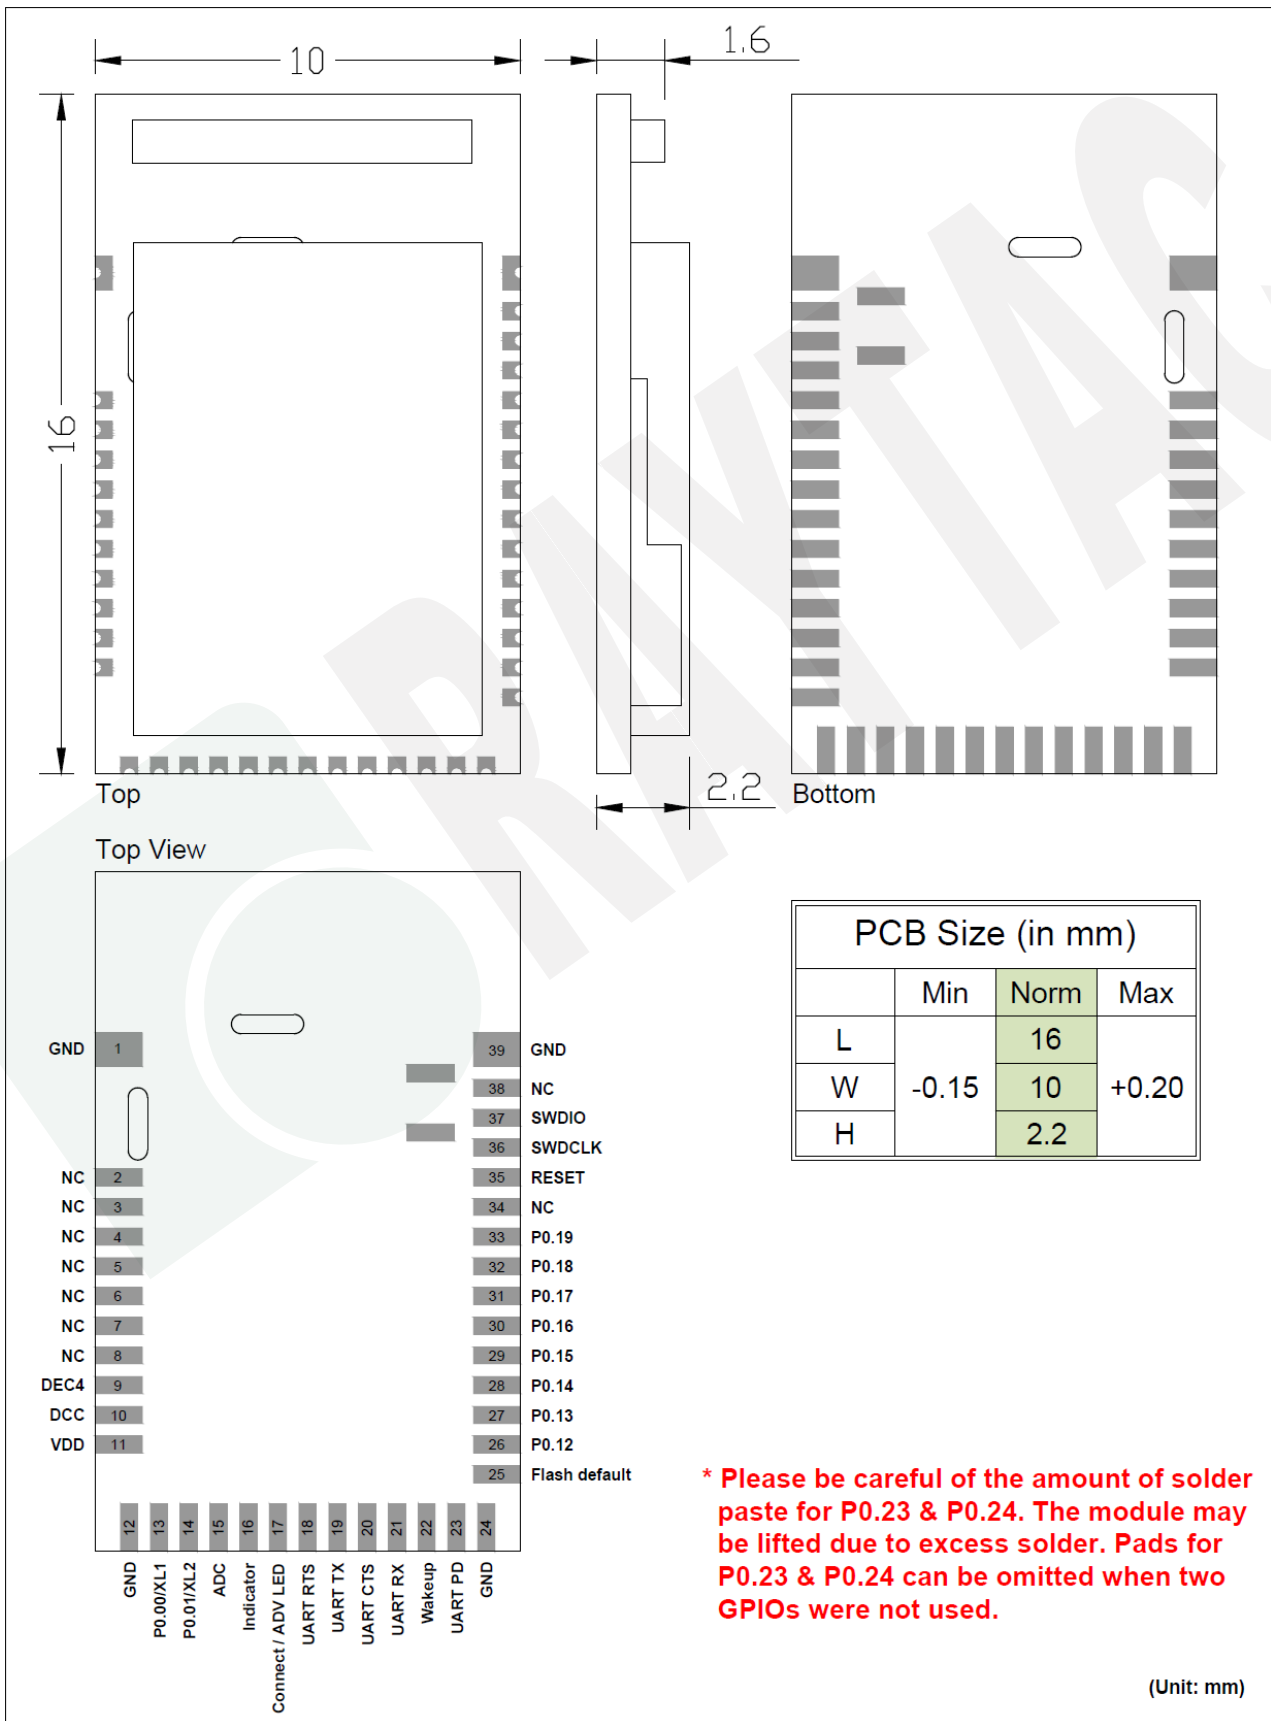 10
1.6
16
2.2
Top
Bottom
RAYTAC
Top View
PCB Size (in mm)
Min Norm Max
L 16
W -0.15 10 +0.20
H 2.2
GND 1 39 GND
38 NC
37 SWDIO
36 SWDCLK
NC 2 35 RESET
NC 3 34 NC
NC 4 33 P0.19
NC 5 32 P0.18
NC 6 31 P0.17
NC 7 30 P0.16
NC 8 29 P0.15
DEC4 9 28 P0.14
DCC 10 27 P0.13
VDD 11 26 P0.12
25 Flash default
12 13 14 15 16 17 18 19 20 21 22 23 24
GND
P0.00/XL1
P0.01/XL2
ADC
Indicator
Connect / ADV LED
UART RTS
UART TX
UART CTS
UART RX
Wakeup
UART PD
GND
* Please be careful of the amount of solder
paste for P0.23 & P0.24. The module may
be lifted due to excess solder. Pads for
P0.23 & P0.24 can be omitted when two
GPIOs were not used.
(Unit: mm)